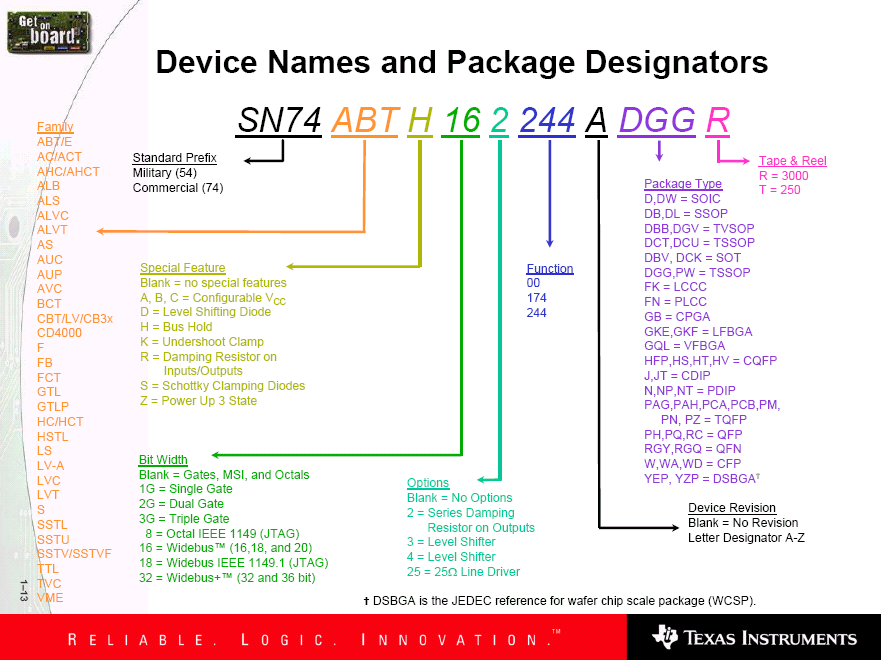 Get on board.
Device Names and Package Designators
SN74 ABT H 16 2 244 A DGG R
Family
ABT/E
AC/ACT
AHC/AHCT
ALB
ALS
ALVC
ALVT
AS
AUC
AUP
AVC
BCT
CBT/LV/CB3x
CD4000
F
FB
FCT
GTL
GTLP
HC/HCT
HSTL
LS
LV-A
LVC
LVT
S
SSTL
SSTU
SSTV/SSTVF
TTL
TVC
VME
Standard Prefix
Military (54)
Commercial (74)
Special Feature
Blank = no special features
A, B, C = Configurable VCC
D = Level Shifting Diode
H = Bus Hold
K = Undershoot Clamp
R = Damping Resistor on
Inputs/Outputs
S = Schottky Clamping Diodes
Z = Power Up 3 State
Bit Width
Blank = Gates, MSI, and Octals
1G = Single Gate
2G = Dual Gate
3G = Triple Gate
8 = Octal IEEE 1149 (JTAG)
16 = Widebus™ (16,18, and 20)
18 = Widebus IEEE 1149.1 (JTAG)
32 = Widebus+™ (32 and 36 bit)
Options
Blank = No Options
2 = Series Damping
Resistor on Outputs
3 = Level Shifter
4 = Level Shifter
25 = 25Ω Line Driver
Function
00
174
244
Package Type
D,DW = SOIC
DB,DL = SSOP
DBB,DGV = TVSOP
DCT,DCU = TSSOP
DBV, DCK = SOT
DGG,PW = TSSOP
FK = LCCC
FN = PLCC
GB = CPGA
GKE,GKF = LFBGA
GQL = VFBGA
HFP,HS,HT,HV = CQFP
J,JT = CDIP
N,NP,NT = PDIP
PAG,PAH,PCA,PCB,PM,
PN, PZ = TQFP
PH,PQ,RC = QFP
RGY,RGQ = QFN
W,WA,WD = CFP
YEP, YZP = DSBGA†
Tape & Reel
R = 3000
T = 250
Device Revision
Blank = No Revision
Letter Designator A-Z
† DSBGA is the JEDEC reference for wafer chip scale package (WCSP).
1–13
RELIABLE. LOGIC. INNOVATION.™
TEXAS INSTRUMENTS